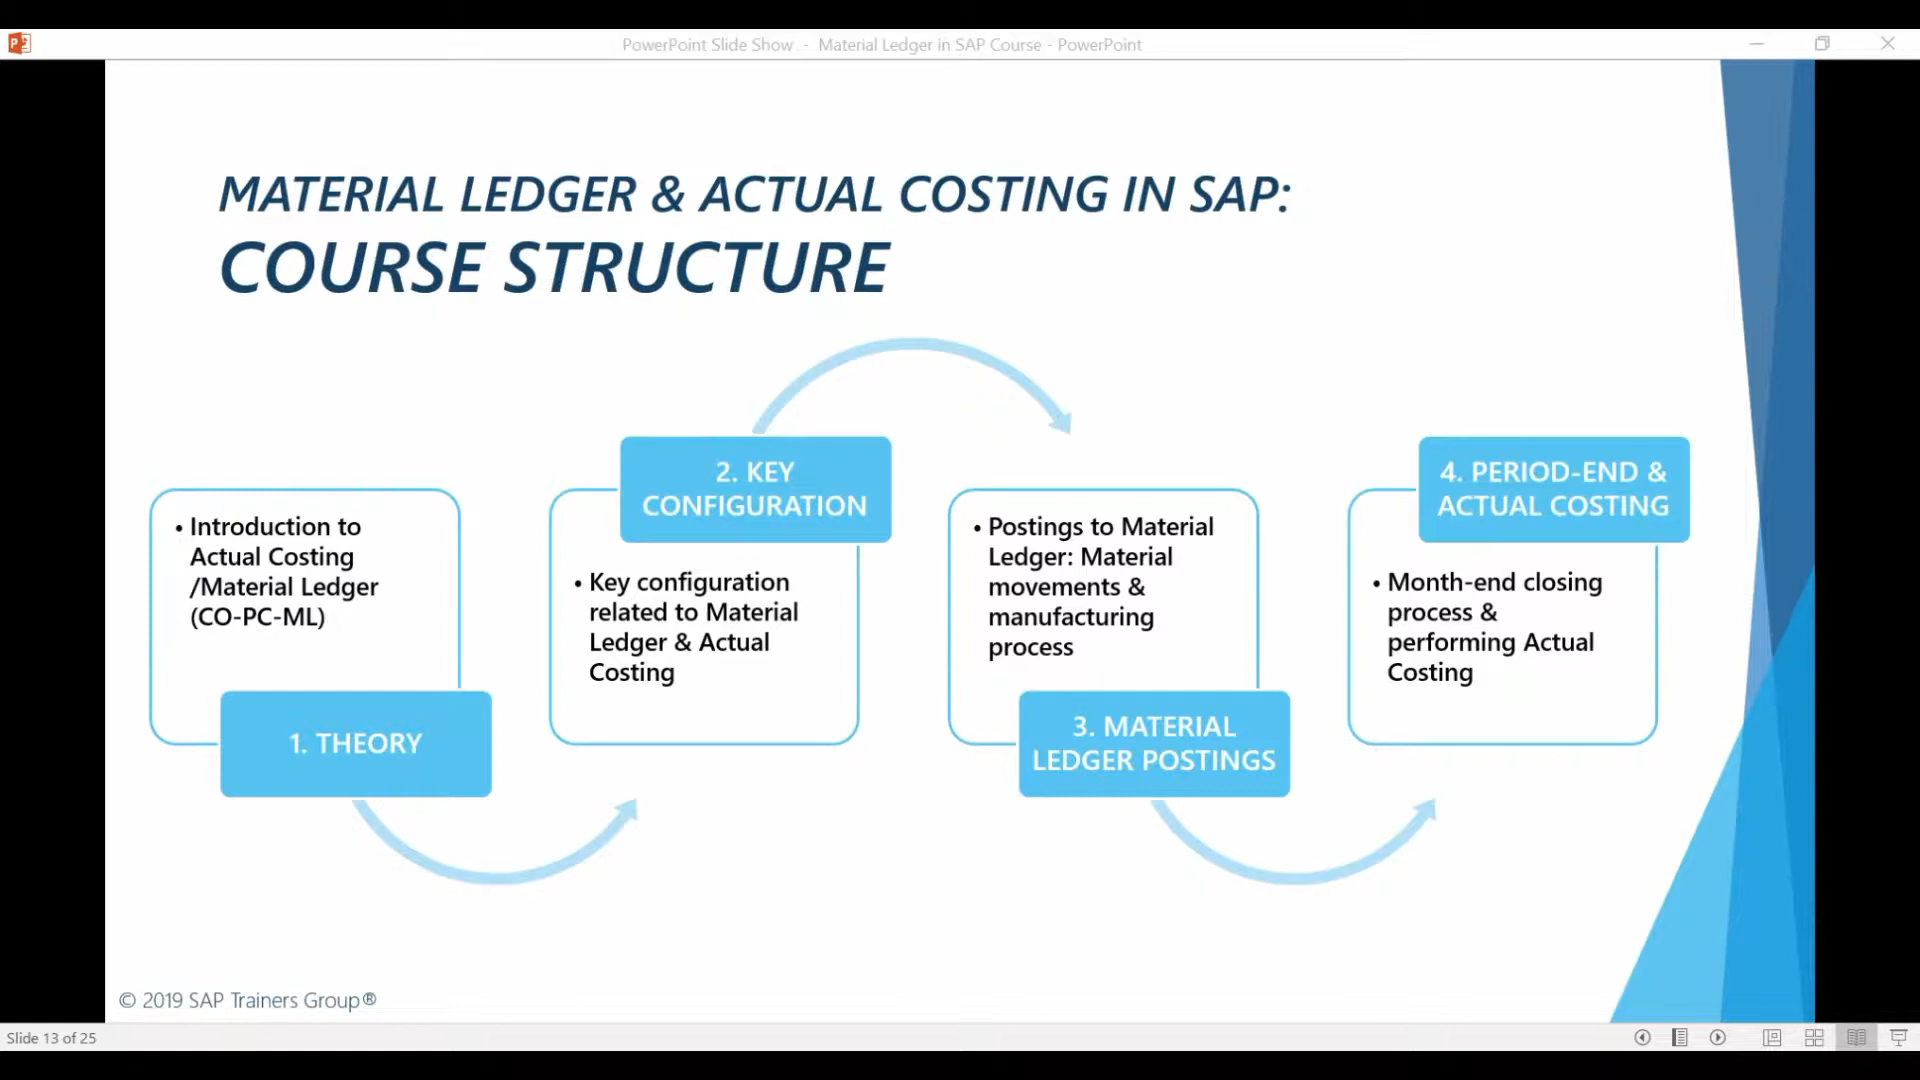 PowerPoint Slide Show - Material Ledger in SAP Course - PowerPoint
MATERIAL LEDGER & ACTUAL COSTING IN SAP:
COURSE STRUCTURE
• Introduction to
Actual Costing
/Material Ledger
(CO-PC-ML)
1. THEORY
2. KEY
CONFIGURATION
• Key configuration
related to Material
Ledger & Actual
Costing
• Postings to Material
Ledger: Material
movements &
manufacturing
process
3. MATERIAL
LEDGER POSTINGS
4. PERIOD-END &
ACTUAL COSTING
• Month-end closing
process &
performing Actual
Costing
© 2019 SAP Trainers Group®
Slide 13 of 25